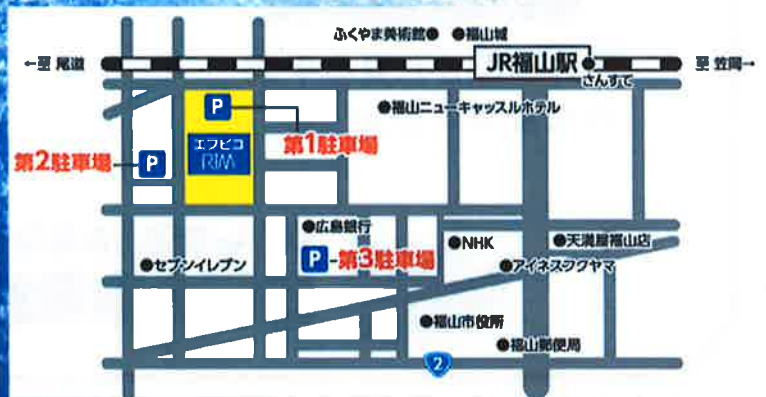 ふくやま美術館● ●福山城
←至 尾道
JR福山駅
至 笠岡→
さんすて
P
●福山ニューキャッスルホテル
エフピコ
RiM
第1駐車場
第2駐車場
P
●広島銀行
●NHK
●天満屋福山店
●セブンイレブン
P
-第3駐車場
●アイネスフクヤマ
●福山市役所
●福山郵便局
2